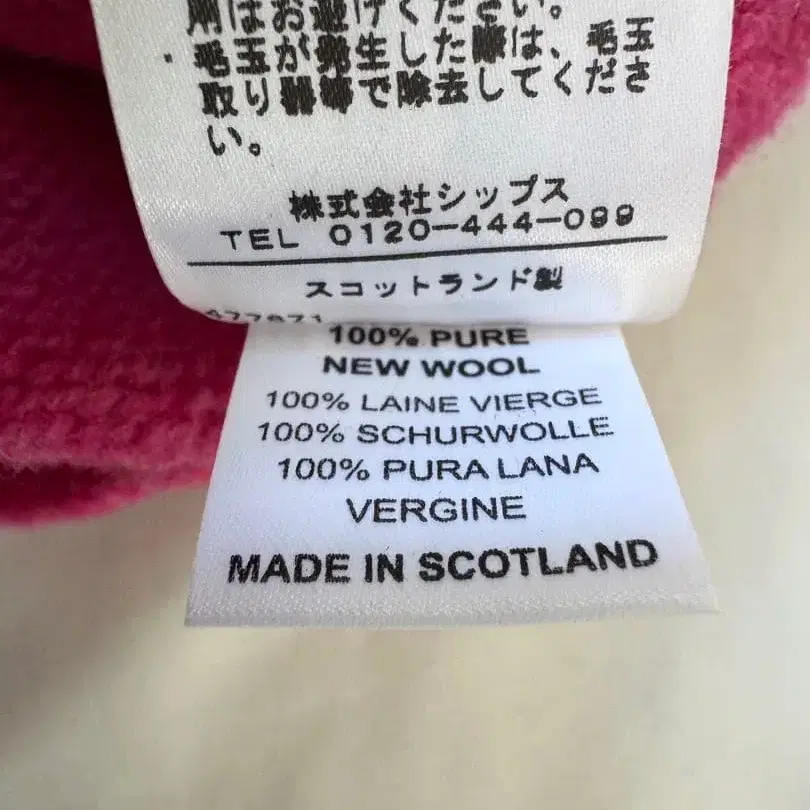 用はお避けください。
毛玉が発生した際は、毛玉
取り器等で除去してくださ
い。
株式会社シップス
TEL 0120-444-099
スコットランド製
100% PURE
NEW WOOL
100% LAINE VIERGE
100% SCHURWOLLE
100% PURA LANA
VERGINE
MADE IN SCOTLAND